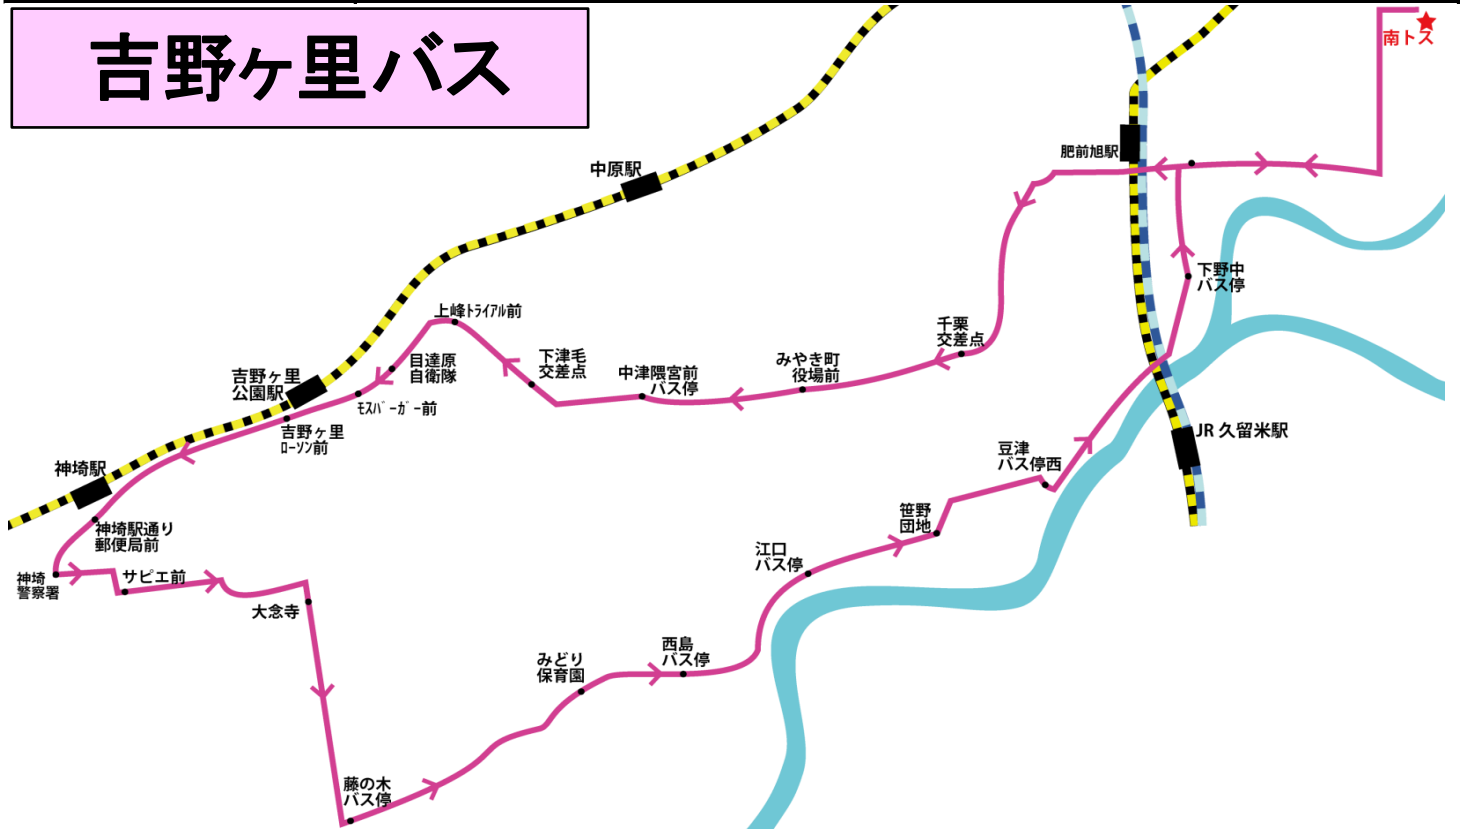 吉野ヶ里バス
南トス
中原駅
肥前旭駅
下野中
バス停
上峰ﾄﾗｲｱﾙ前
千栗
交差点
目達原
自衛隊
下津毛
交差点
中津隈宮前
バス停
みやき町
役場前
吉野ヶ里
公園駅
ﾓｽﾊﾞｰｶﾞｰ前
吉野ヶ里
ﾛｰｿﾝ前
JR 久留米駅
神埼駅
豆津
バス停西
笹野
団地
神埼駅通り
郵便局前
江口
バス停
神埼
警察署
サピエ前
大念寺
西島
バス停
みどり
保育園
藤の木
バス停